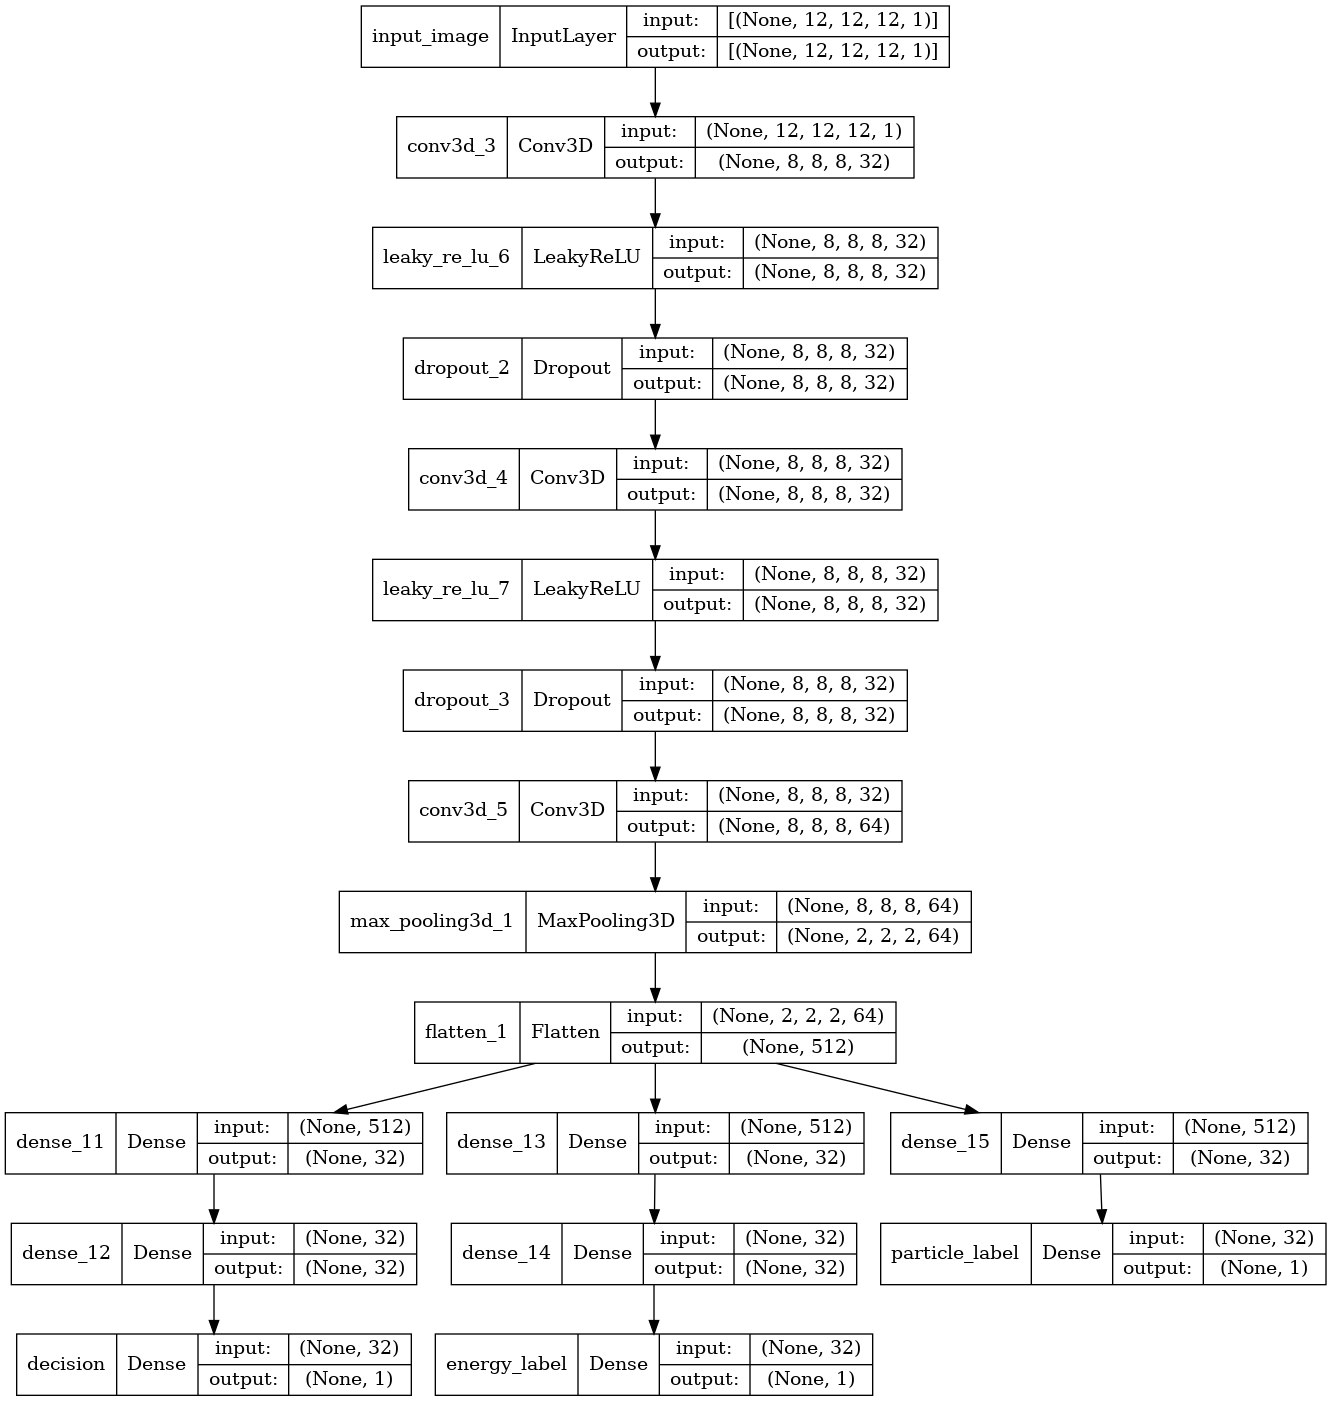 input_image InputLayer input: [(None, 12, 12, 12, 1)]
output: [(None, 12, 12, 12, 1)]
conv3d_3 Conv3D input: (None, 12, 12, 12, 1)
output: (None, 8, 8, 8, 32)
leaky_re_lu_6 LeakyReLU input: (None, 8, 8, 8, 32)
output: (None, 8, 8, 8, 32)
dropout_2 Dropout input: (None, 8, 8, 8, 32)
output: (None, 8, 8, 8, 32)
conv3d_4 Conv3D input: (None, 8, 8, 8, 32)
output: (None, 8, 8, 8, 32)
leaky_re_lu_7 LeakyReLU input: (None, 8, 8, 8, 32)
output: (None, 8, 8, 8, 32)
dropout_3 Dropout input: (None, 8, 8, 8, 32)
output: (None, 8, 8, 8, 32)
conv3d_5 Conv3D input: (None, 8, 8, 8, 32)
output: (None, 8, 8, 8, 64)
max_pooling3d_1 MaxPooling3D input: (None, 8, 8, 8, 64)
output: (None, 2, 2, 2, 64)
flatten_1 Flatten input: (None, 2, 2, 2, 64)
output: (None, 512)
dense_11 Dense input: (None, 512)
output: (None, 32)
dense_13 Dense input: (None, 512)
output: (None, 32)
dense_15 Dense input: (None, 512)
output: (None, 32)
dense_12 Dense input: (None, 32)
output: (None, 32)
dense_14 Dense input: (None, 32)
output: (None, 32)
particle_label Dense input: (None, 32)
output: (None, 1)
decision Dense input: (None, 32)
output: (None, 1)
energy_label Dense input: (None, 32)
output: (None, 1)